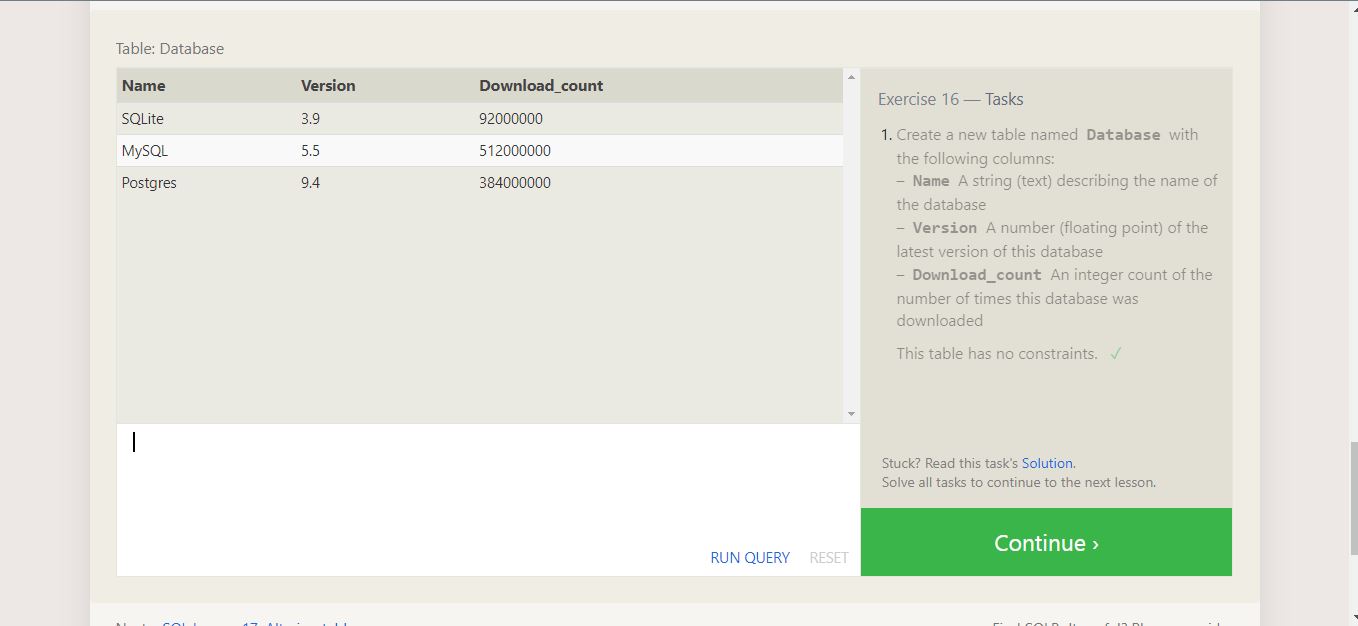 Table: Database
Name Version Download_count
SQLite 3.9 92000000
MySQL 5.5 512000000
Postgres 9.4 384000000
RUN QUERY RESET
Exercise 16 — Tasks
1. Create a new table named Database with
the following columns:
– Name A string (text) describing the name of
the database
– Version A number (floating point) of the
latest version of this database
– Download_count An integer count of the
number of times this database was
downloaded
This table has no constraints. ✓
Stuck? Read this task's Solution.
Solve all tasks to continue to the next lesson.
Continue ›